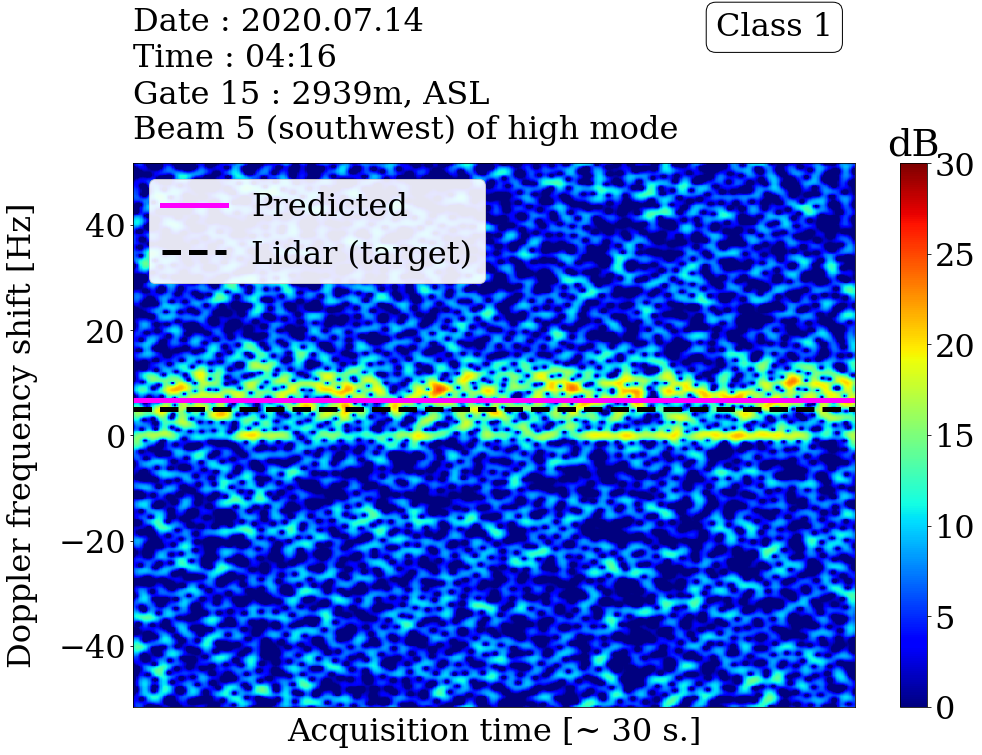 Date : 2020.07.14
Time : 04:16
Gate 15 : 2939m, ASL
Beam 5 (southwest) of high mode
Class 1
dB
Predicted
Lidar (target)
Doppler frequency shift [Hz]
40
20
0
−20
−40
30
25
20
15
10
5
0
Acquisition time [~ 30 s.]